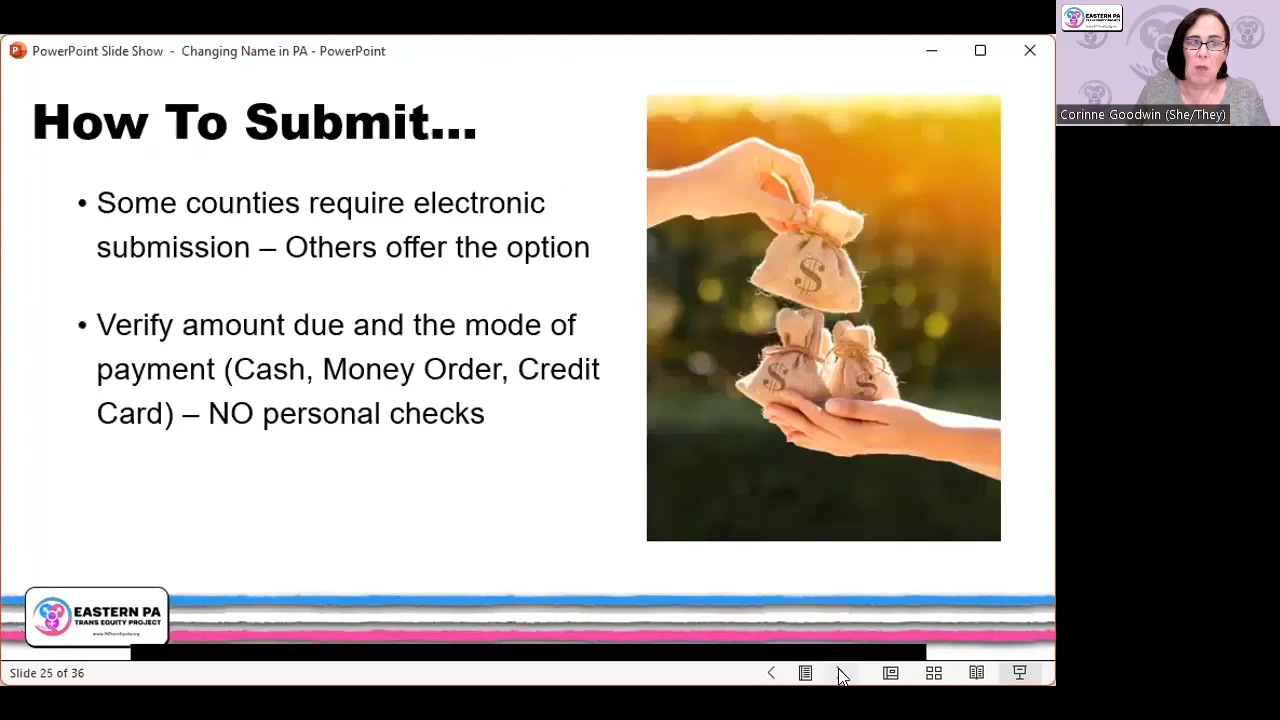 PowerPoint Slide Show - Changing Name in PA - PowerPoint
EASTERN PA
Corinne Goodwin (She/They)
How To Submit...
• Some counties require electronic
submission – Others offer the option
• Verify amount due and the mode of
payment (Cash, Money Order, Credit
Card) – NO personal checks
$
$
$
EASTERN PA
TRANS EQUITY PROJECT
Slide 25 of 36